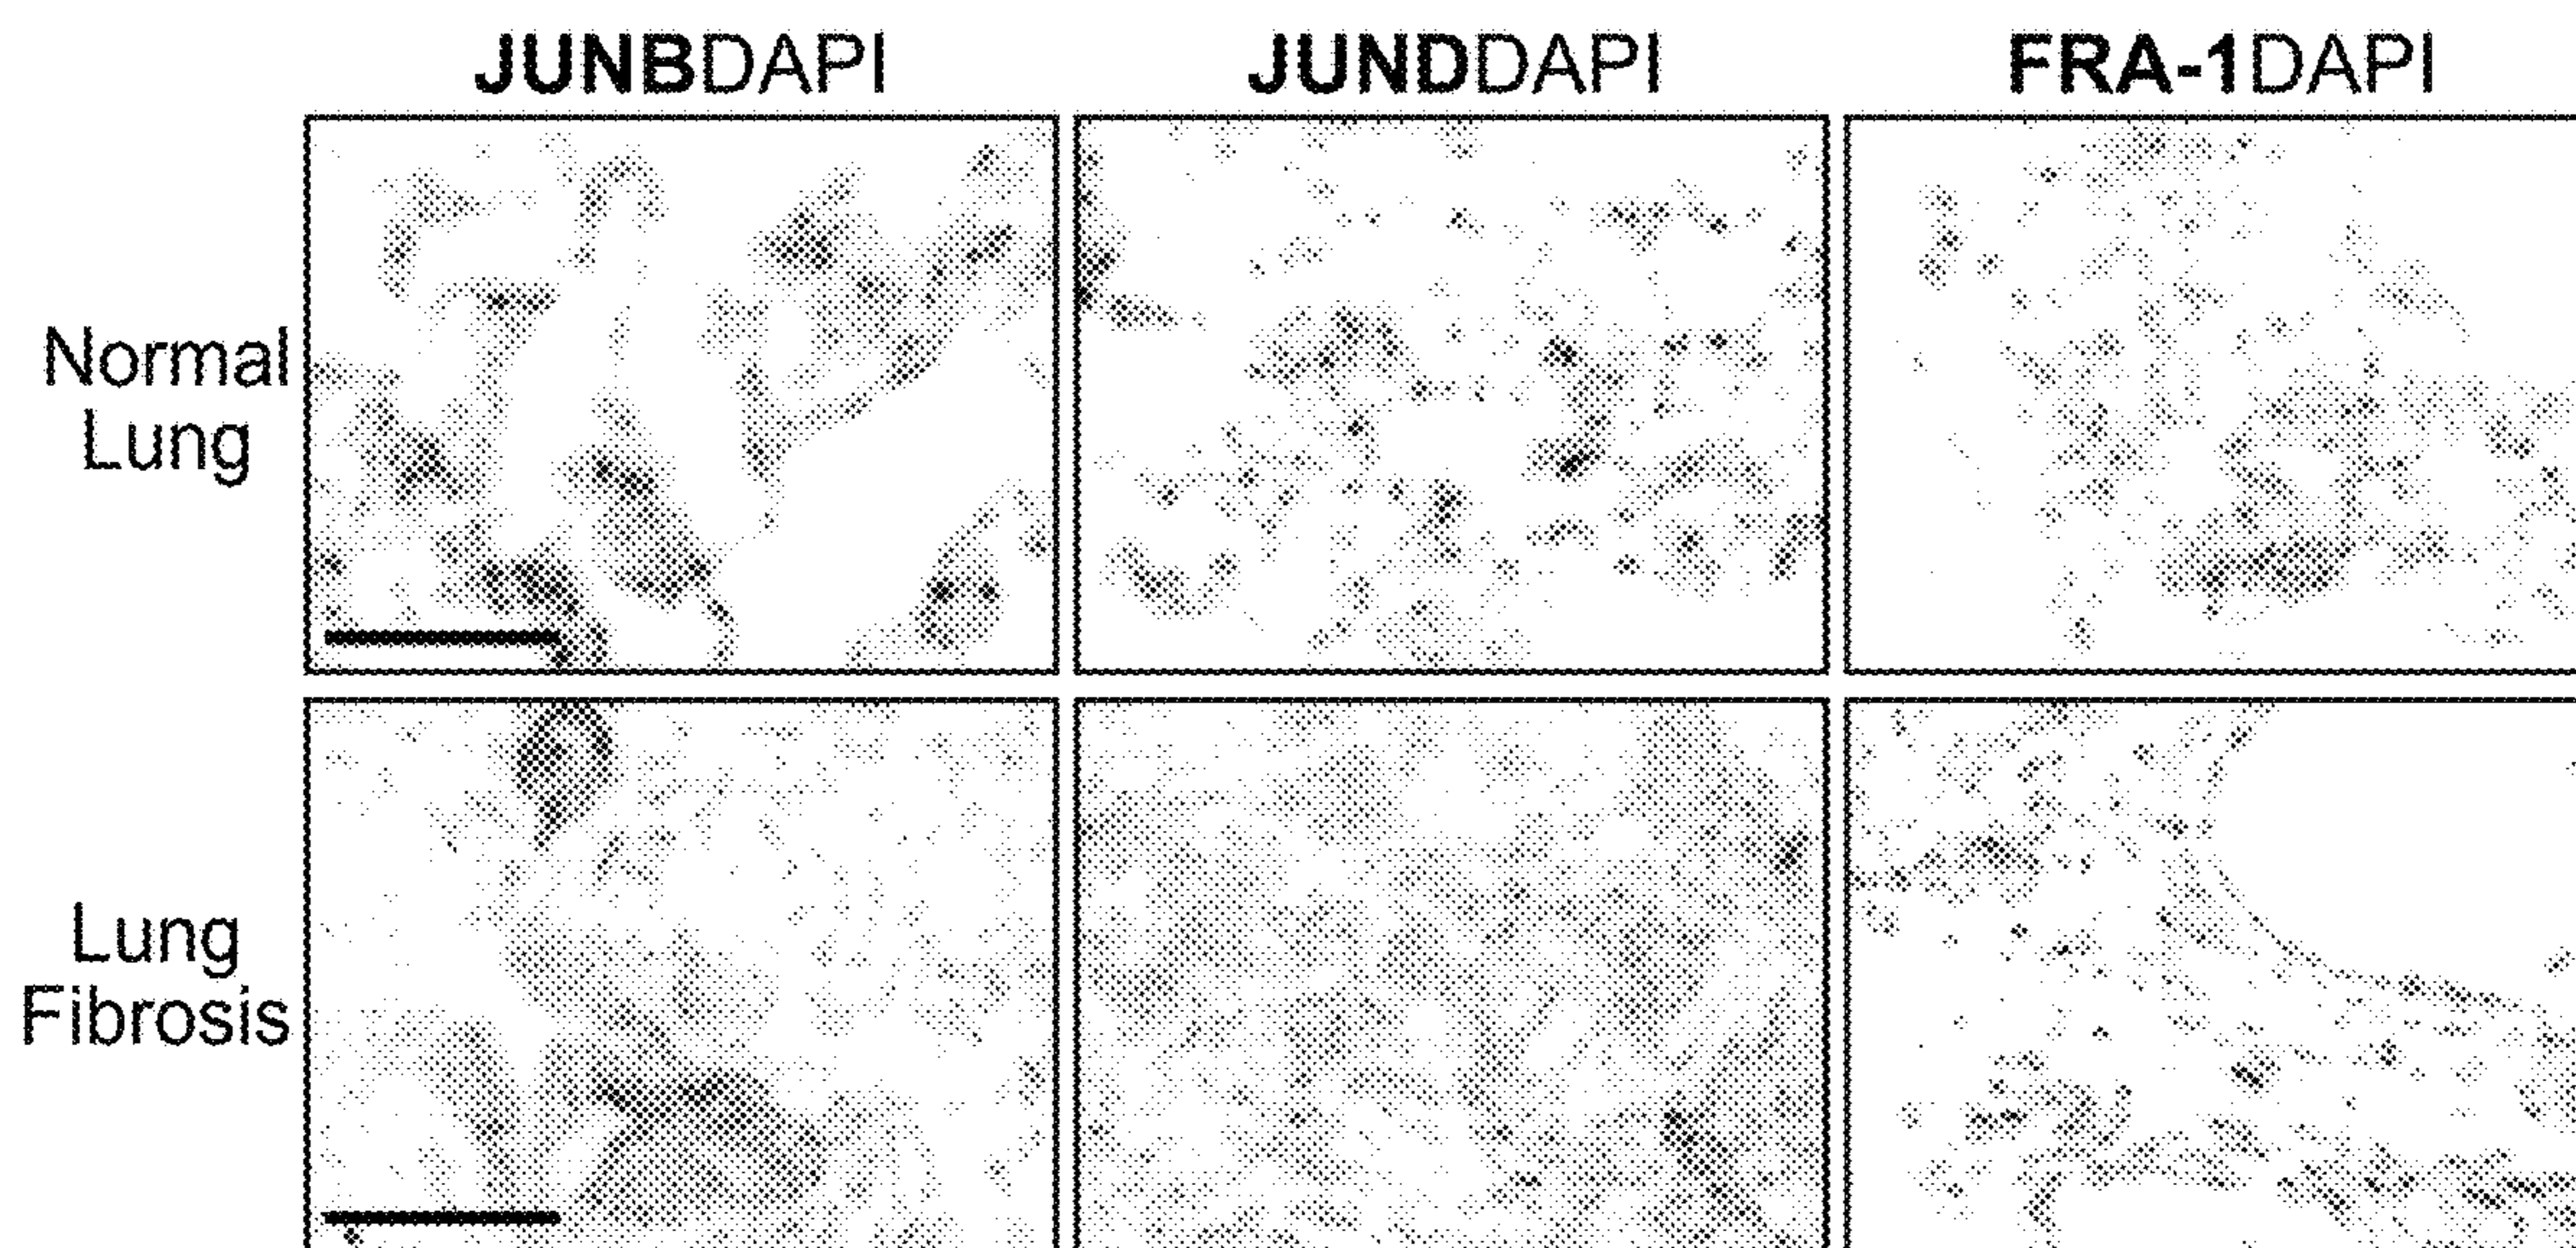 JUNBDAPI JUNDDAPI FRA-1DAPI
Normal
Lung
Lung
Fibrosis